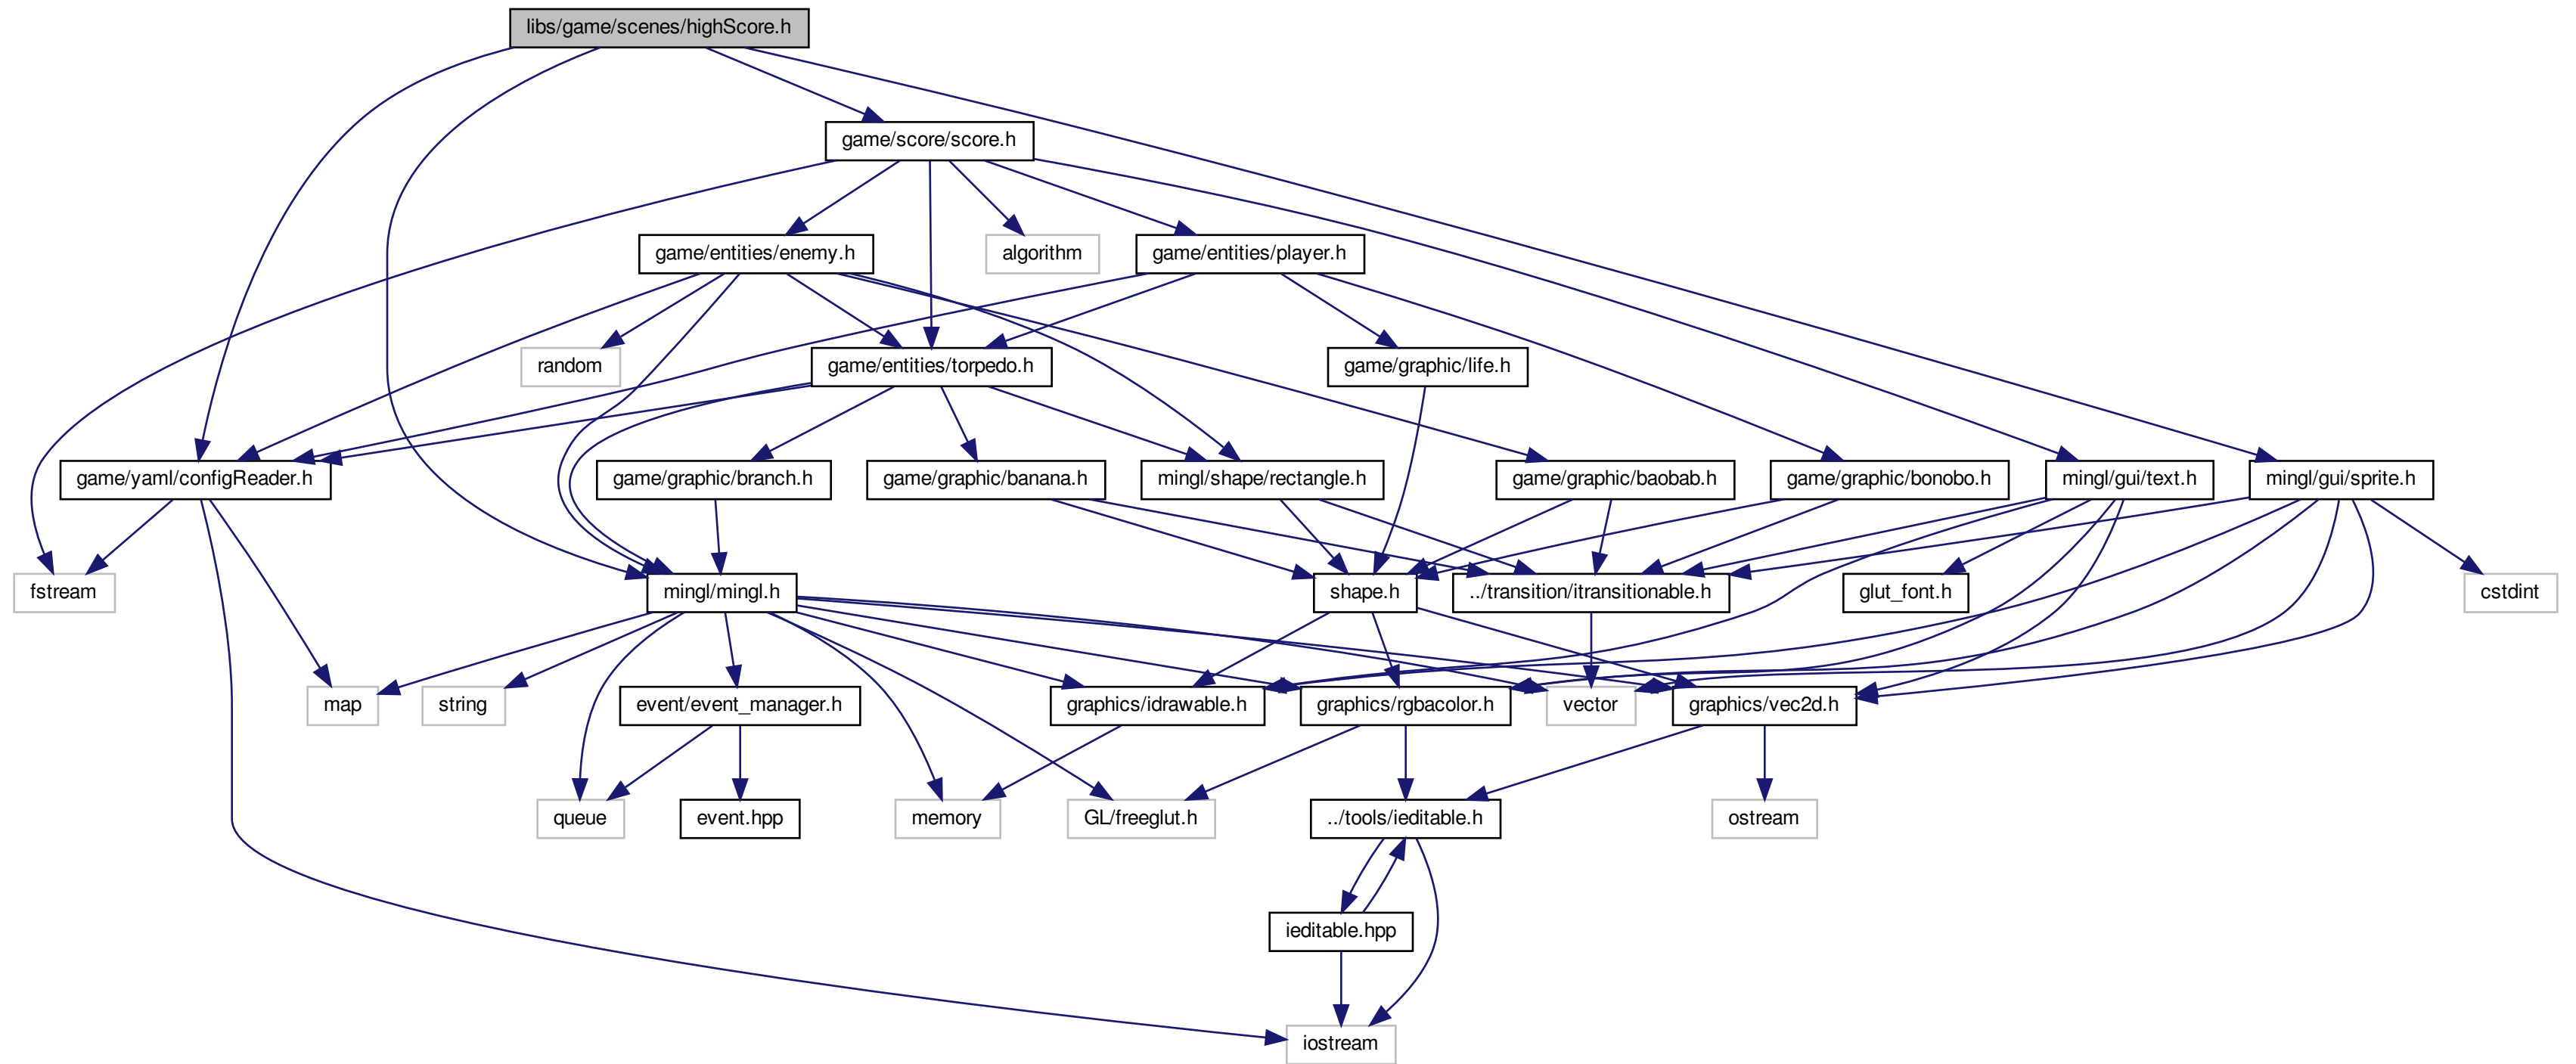 libs/game/scenes/highScore.h
game/score/score.h
game/entities/enemy.h
algorithm
game/entities/player.h
random
game/entities/torpedo.h
game/graphic/life.h
game/yaml/configReader.h
game/graphic/branch.h
game/graphic/banana.h
mingl/shape/rectangle.h
game/graphic/baobab.h
game/graphic/bonobo.h
mingl/gui/text.h
mingl/gui/sprite.h
fstream
mingl/mingl.h
shape.h
../transition/itransitionable.h
glut_font.h
cstdint
map
string
event/event_manager.h
graphics/idrawable.h
graphics/rgbacolor.h
vector
graphics/vec2d.h
queue
event.hpp
memory
GL/freeglut.h
../tools/ieditable.h
ostream
ieditable.hpp
iostream